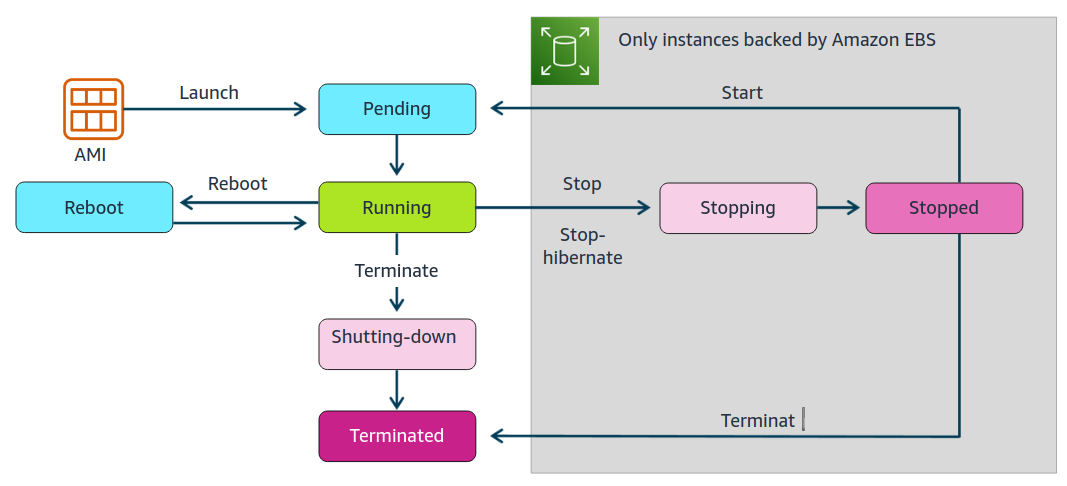 Only instances backed by Amazon EBS
Launch
Start
Pending
AMI
Reboot
Stop
Reboot
Running
Stopping
Stopped
Stop-
hibernate
Terminate
Shutting-down
Terminat
Terminated